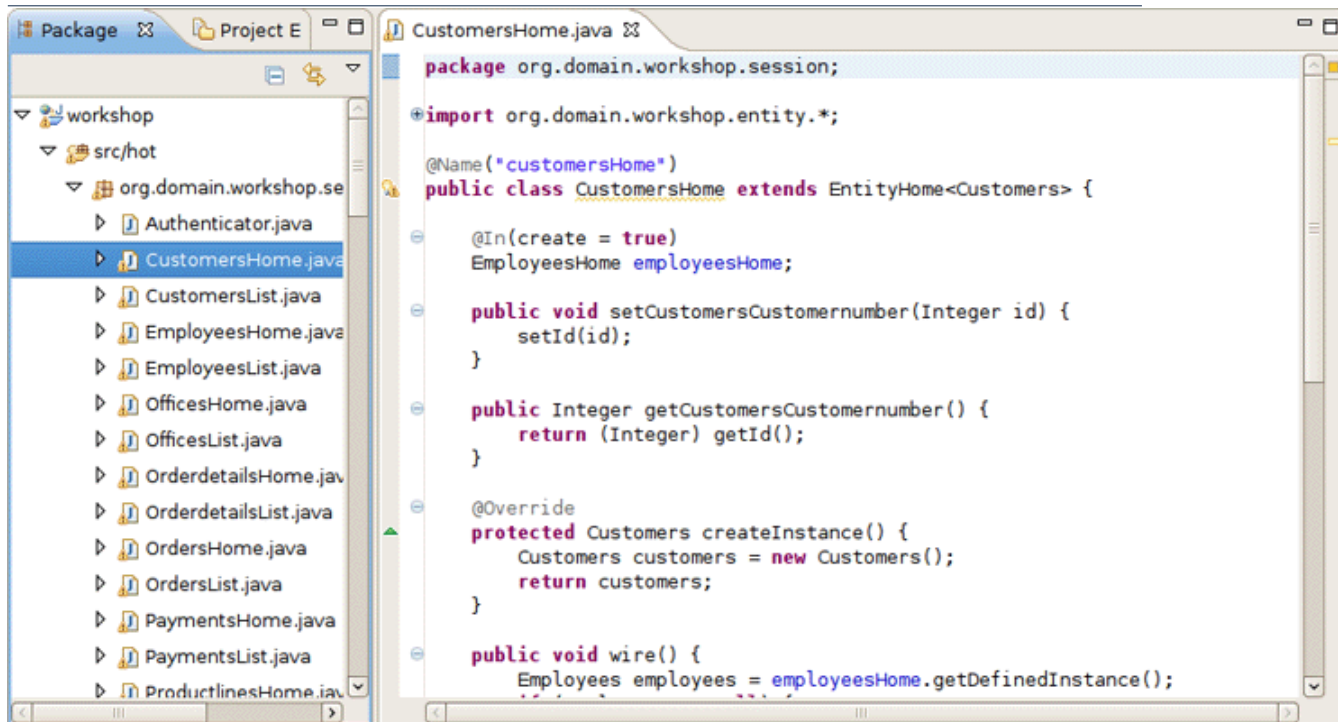 Package
Project E
workshop
src/hot
org.domain.workshop.se
Authenticator.java
CustomersHome.java
CustomersList.java
EmployeesHome.java
EmployeesList.java
OfficesHome.java
OfficesList.java
OrderdetailsHome.jav
OrderdetailsList.java
OrdersHome.java
OrdersList.java
PaymentsHome.java
PaymentsList.java
ProductlinesHome.jav
CustomersHome.java
package org.domain.workshop.session;
import org.domain.workshop.entity.*;
@Name("customersHome")
public class CustomersHome extends EntityHome<Customers> {
@In(create = true)
EmployeesHome employeesHome;
public void setCustomersCustomernumber(Integer id) {
setId(id);
}
public Integer getCustomersCustomernumber() {
return (Integer) getId();
}
@Override
protected Customers createInstance() {
Customers customers = new Customers();
return customers;
}
public void wire() {
Employees employees = employeesHome.getDefinedInstance();